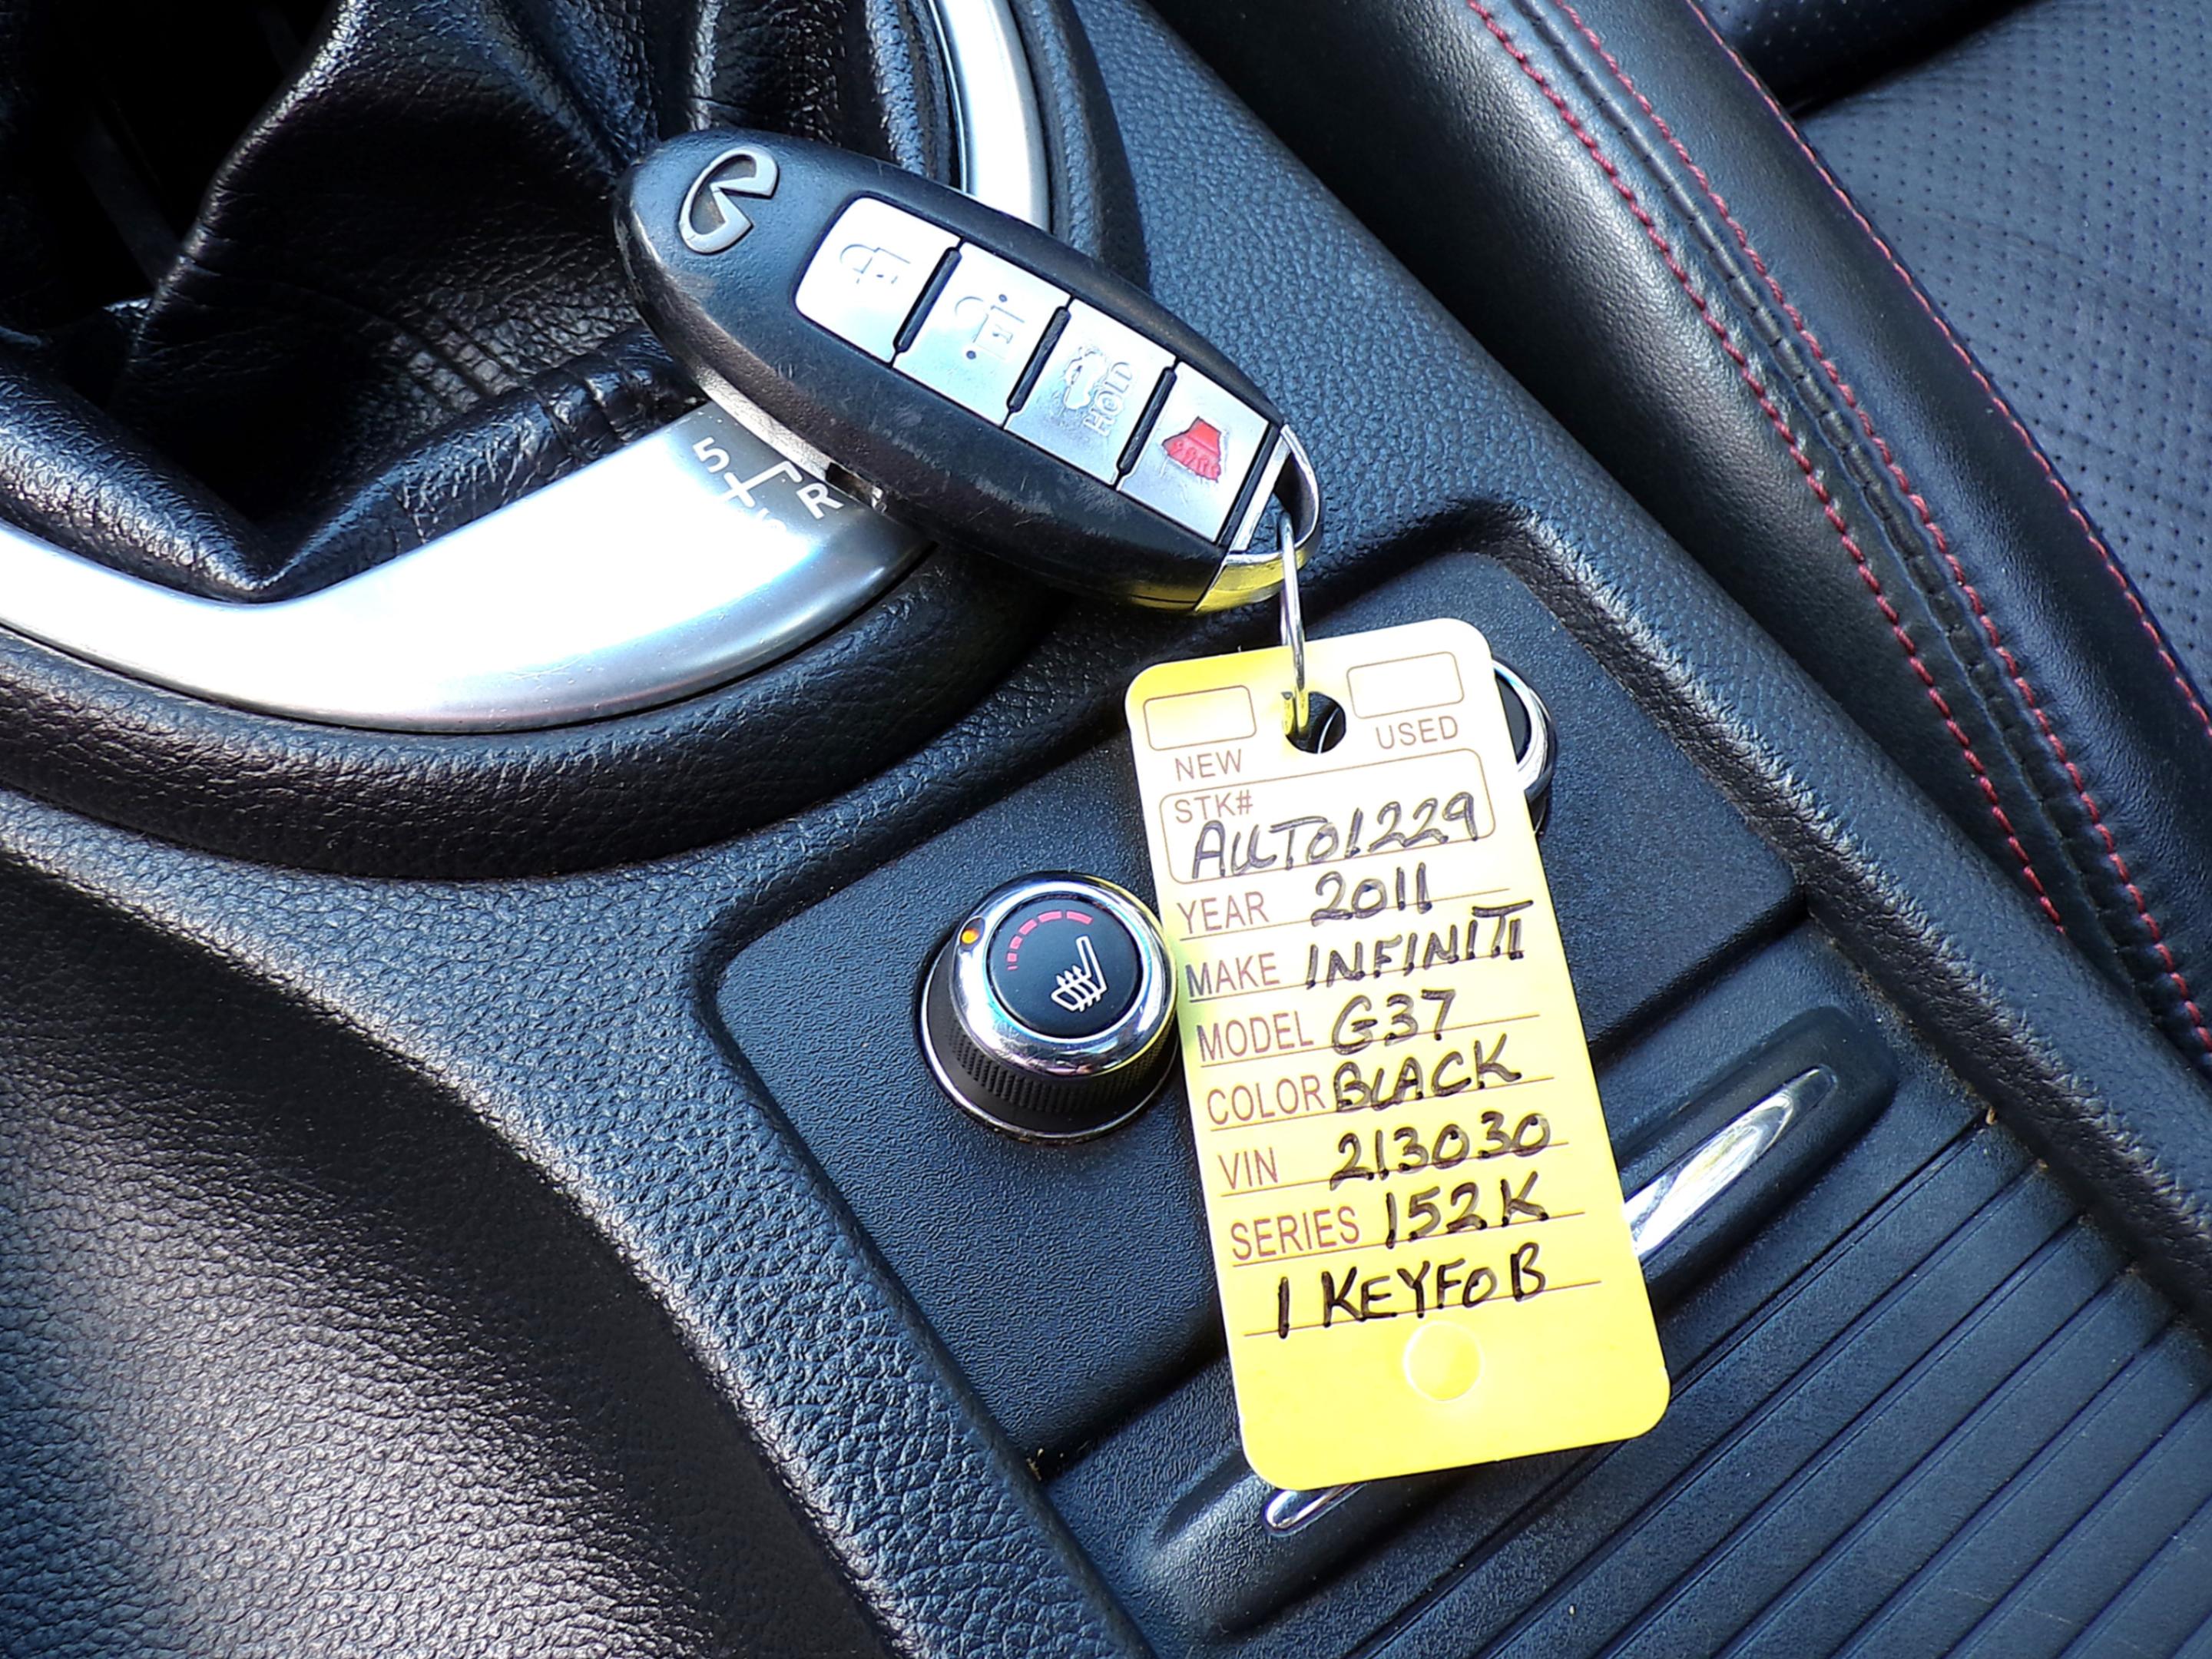 HOLD
5
R
NEW
USED
STK#
AUTO1229
YEAR 2011
MAKE INFINITI
MODEL G37
COLOR BLACK
VIN 213030
SERIES 152K
1 KEYFOB